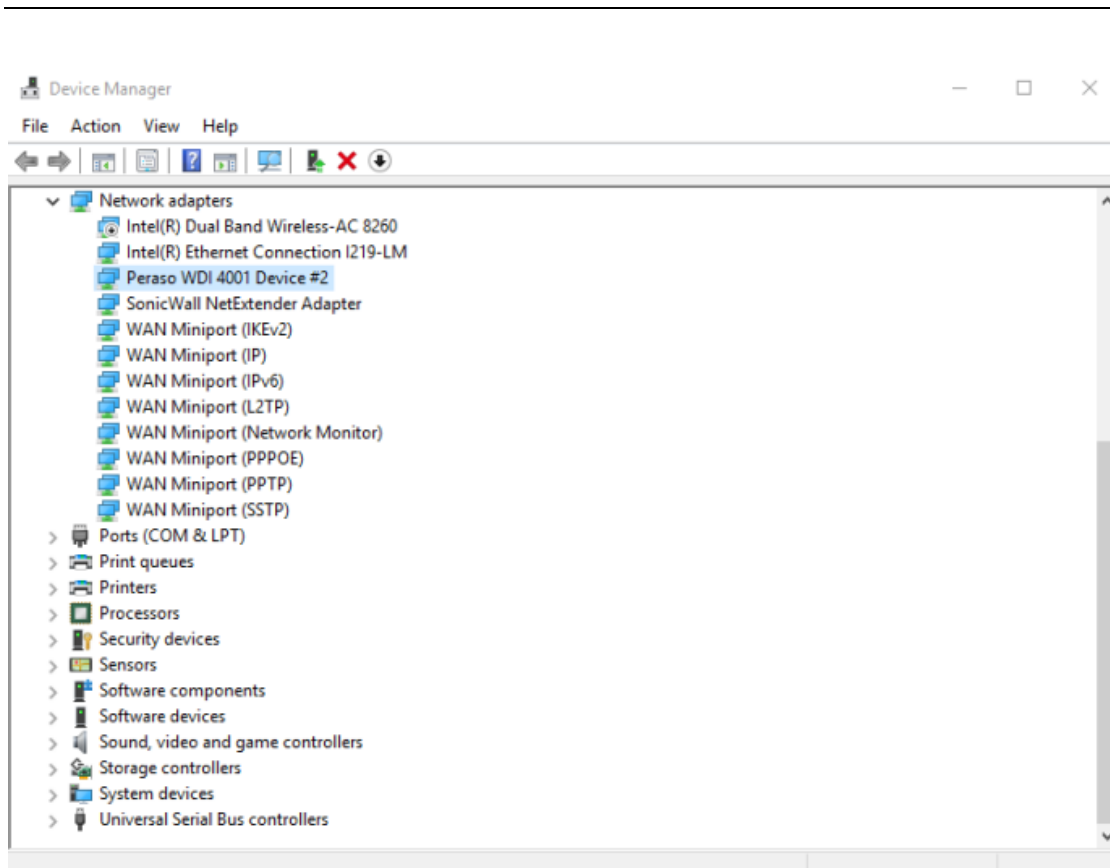 Device Manager
File Action View Help
Network adapters
Intel(R) Dual Band Wireless-AC 8260
Intel(R) Ethernet Connection I219-LM
Peraso WDI 4001 Device #2
SonicWall NetExtender Adapter
WAN Miniport (IKEv2)
WAN Miniport (IP)
WAN Miniport (IPv6)
WAN Miniport (L2TP)
WAN Miniport (Network Monitor)
WAN Miniport (PPPOE)
WAN Miniport (PPTP)
WAN Miniport (SSTP)
Ports (COM & LPT)
Print queues
Printers
Processors
Security devices
Sensors
Software components
Software devices
Sound, video and game controllers
Storage controllers
System devices
Universal Serial Bus controllers